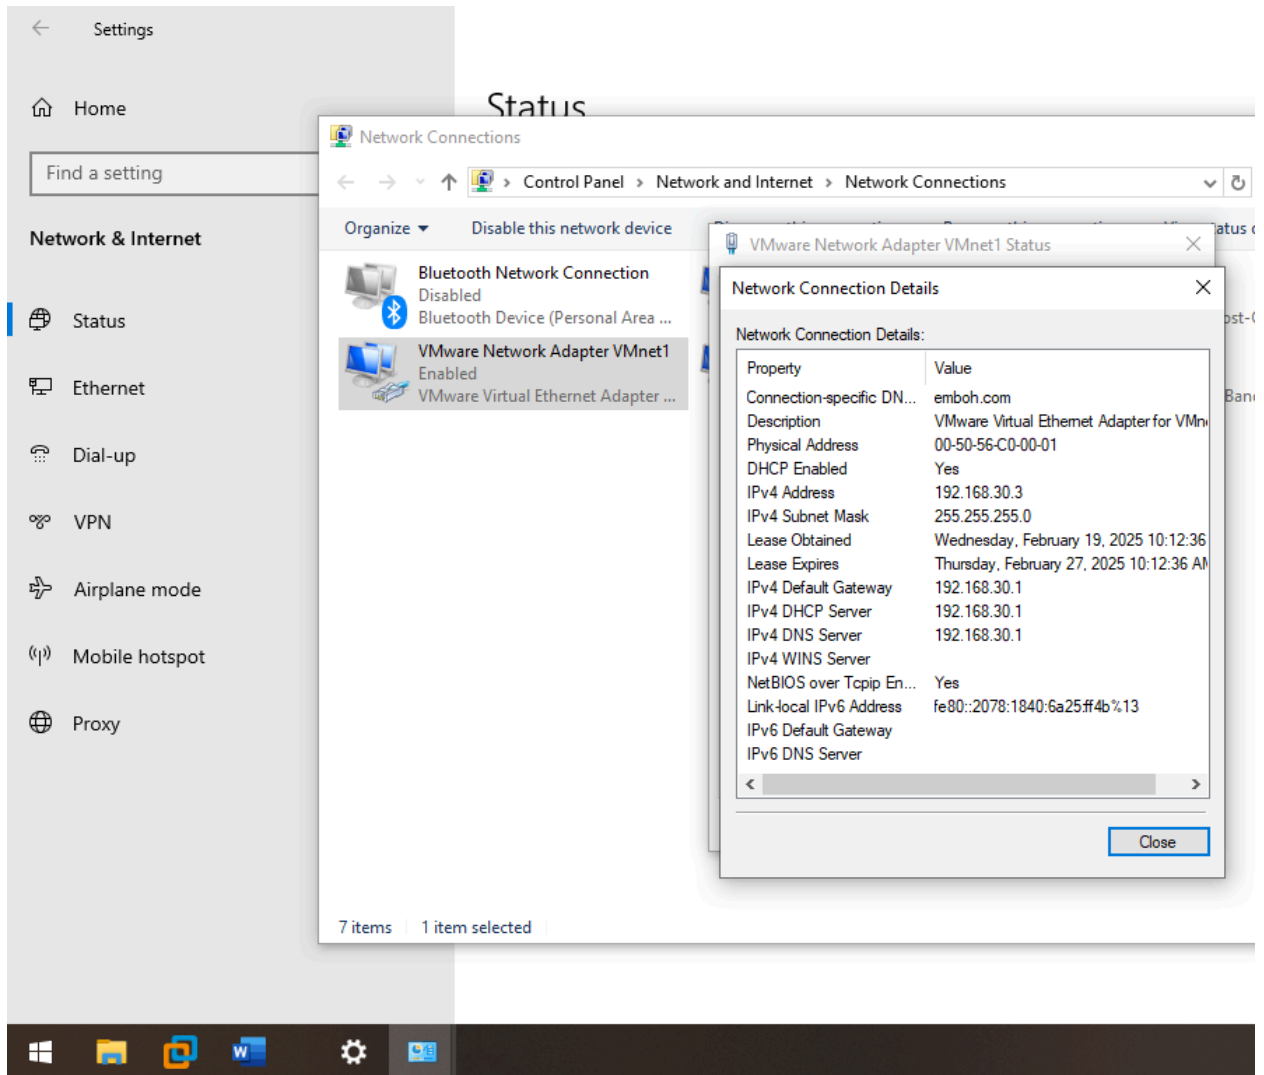 Settings
Home
Find a setting
Network & Internet
Status
Ethernet
Dial-up
VPN
Airplane mode
Mobile hotspot
Proxy
Status
Network Connections
Control Panel > Network and Internet > Network Connections
Organize
Disable this network device
Bluetooth Network Connection
Disabled
Bluetooth Device (Personal Area ...
VMware Network Adapter VMnet1
Enabled
VMware Virtual Ethernet Adapter ...
VMware Network Adapter VMnet1 Status
Network Connection Details
Network Connection Details:
Property Value
Connection-specific DN... emboh.com
Description VMware Virtual Ethernet Adapter for VMn
Physical Address 00-50-56-C0-00-01
DHCP Enabled Yes
IPv4 Address 192.168.30.3
IPv4 Subnet Mask 255.255.255.0
Lease Obtained Wednesday, February 19, 2025 10:12:36
Lease Expires Thursday, February 27, 2025 10:12:36 AM
IPv4 Default Gateway 192.168.30.1
IPv4 DHCP Server 192.168.30.1
IPv4 DNS Server 192.168.30.1
IPv4 WINS Server
NetBIOS over Tcpip En... Yes
Link-local IPv6 Address fe80::2078:1840:6a25:ff4b%13
IPv6 Default Gateway
IPv6 DNS Server
Close
7 items
1 item selected